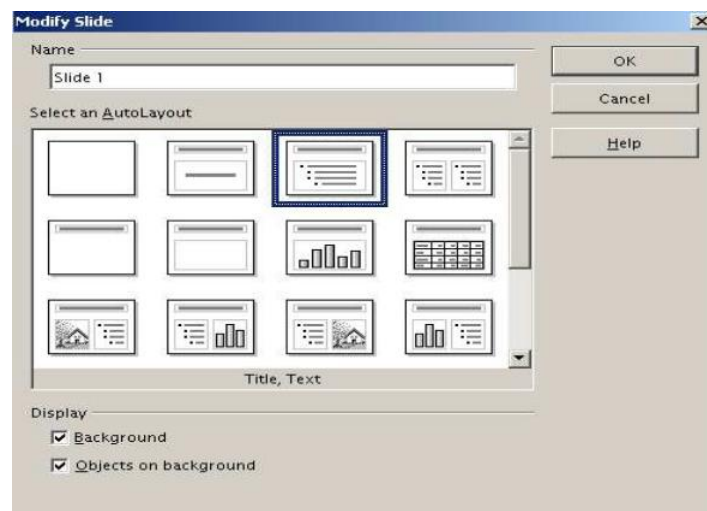 Modify Slide
Name
Slide 1
OK
Cancel
Help
Select an AutoLayout
Title, Text
Display
Background
Objects on background